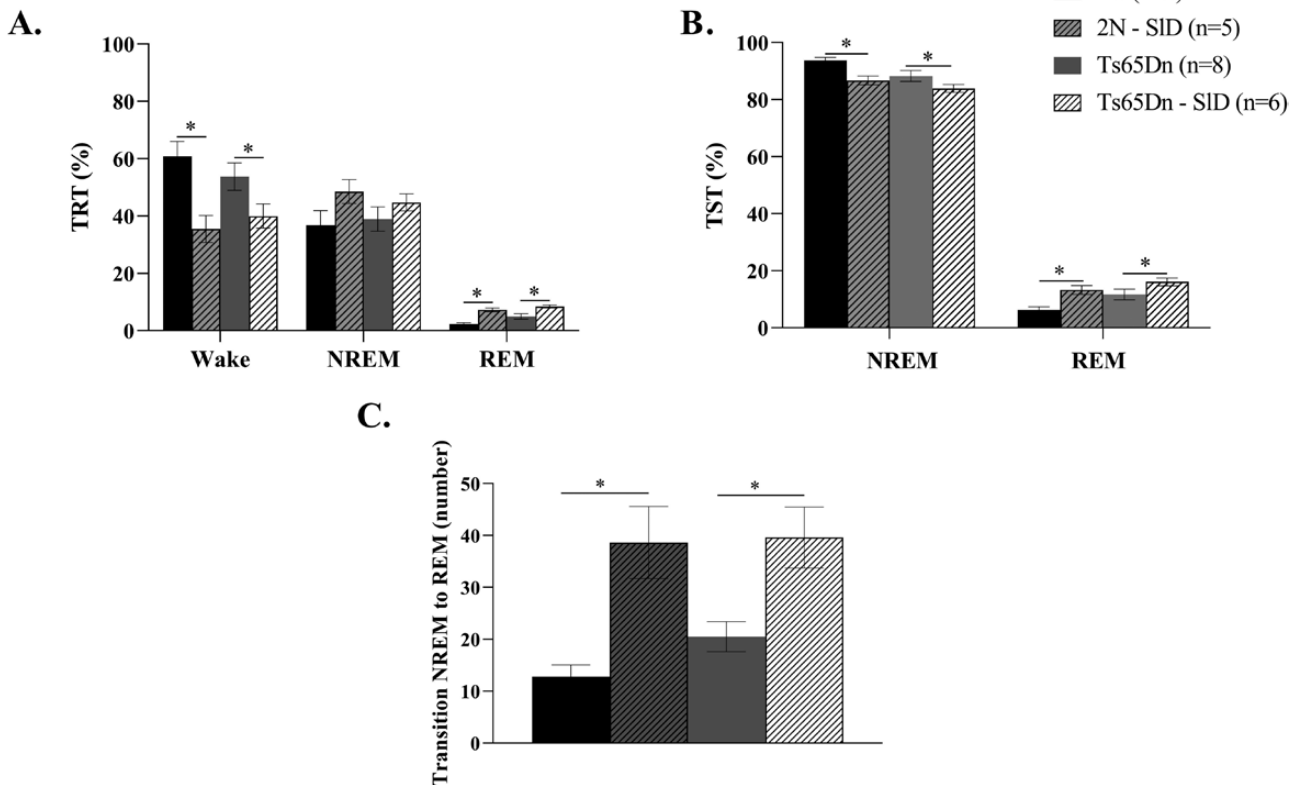 A.
100
80
60
40
20
0
TRT (%)
*
*
*
*
Wake
NREM
REM
B.
100
80
60
40
20
0
TST (%)
*
*
*
*
NREM
REM
2N - SlD (n=5)
Ts65Dn (n=8)
Ts65Dn - SlD (n=6)
C.
50
40
30
20
10
0
Transition NREM to REM (number)
*
*